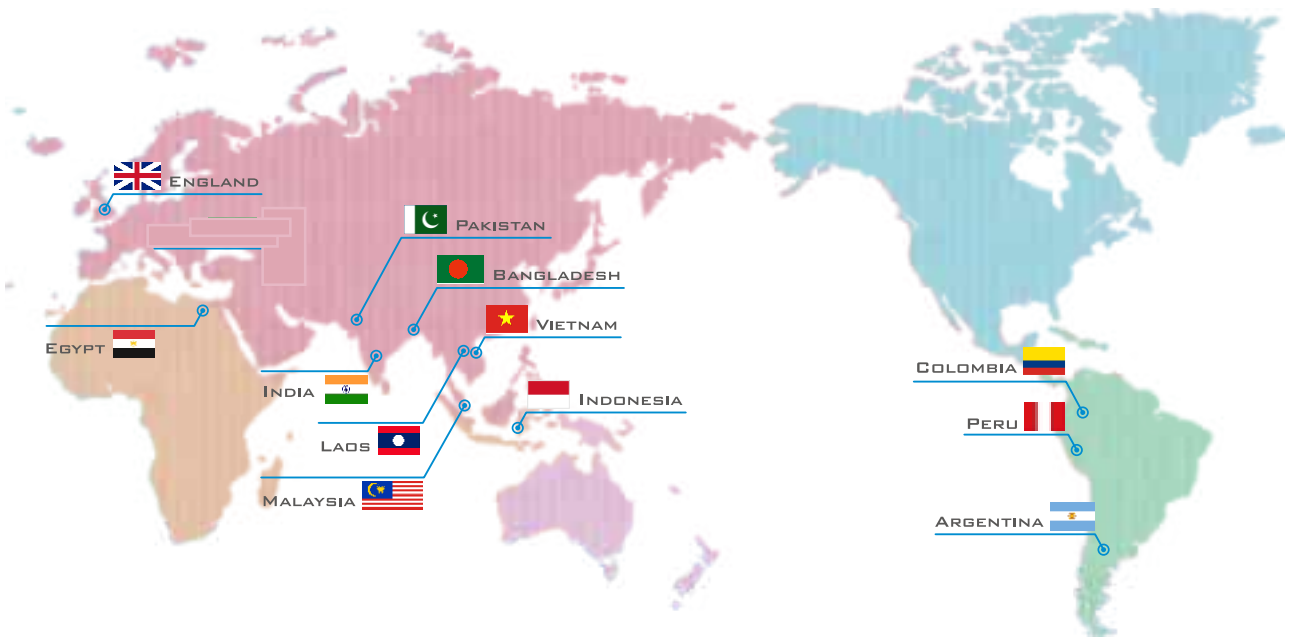 ENGLAND
PAKISTAN
BANGLADESH
VIETNAM
EGYPT
INDIA
INDONESIA
LAOS
MALAYSIA
COLOMBIA
PERU
ARGENTINA